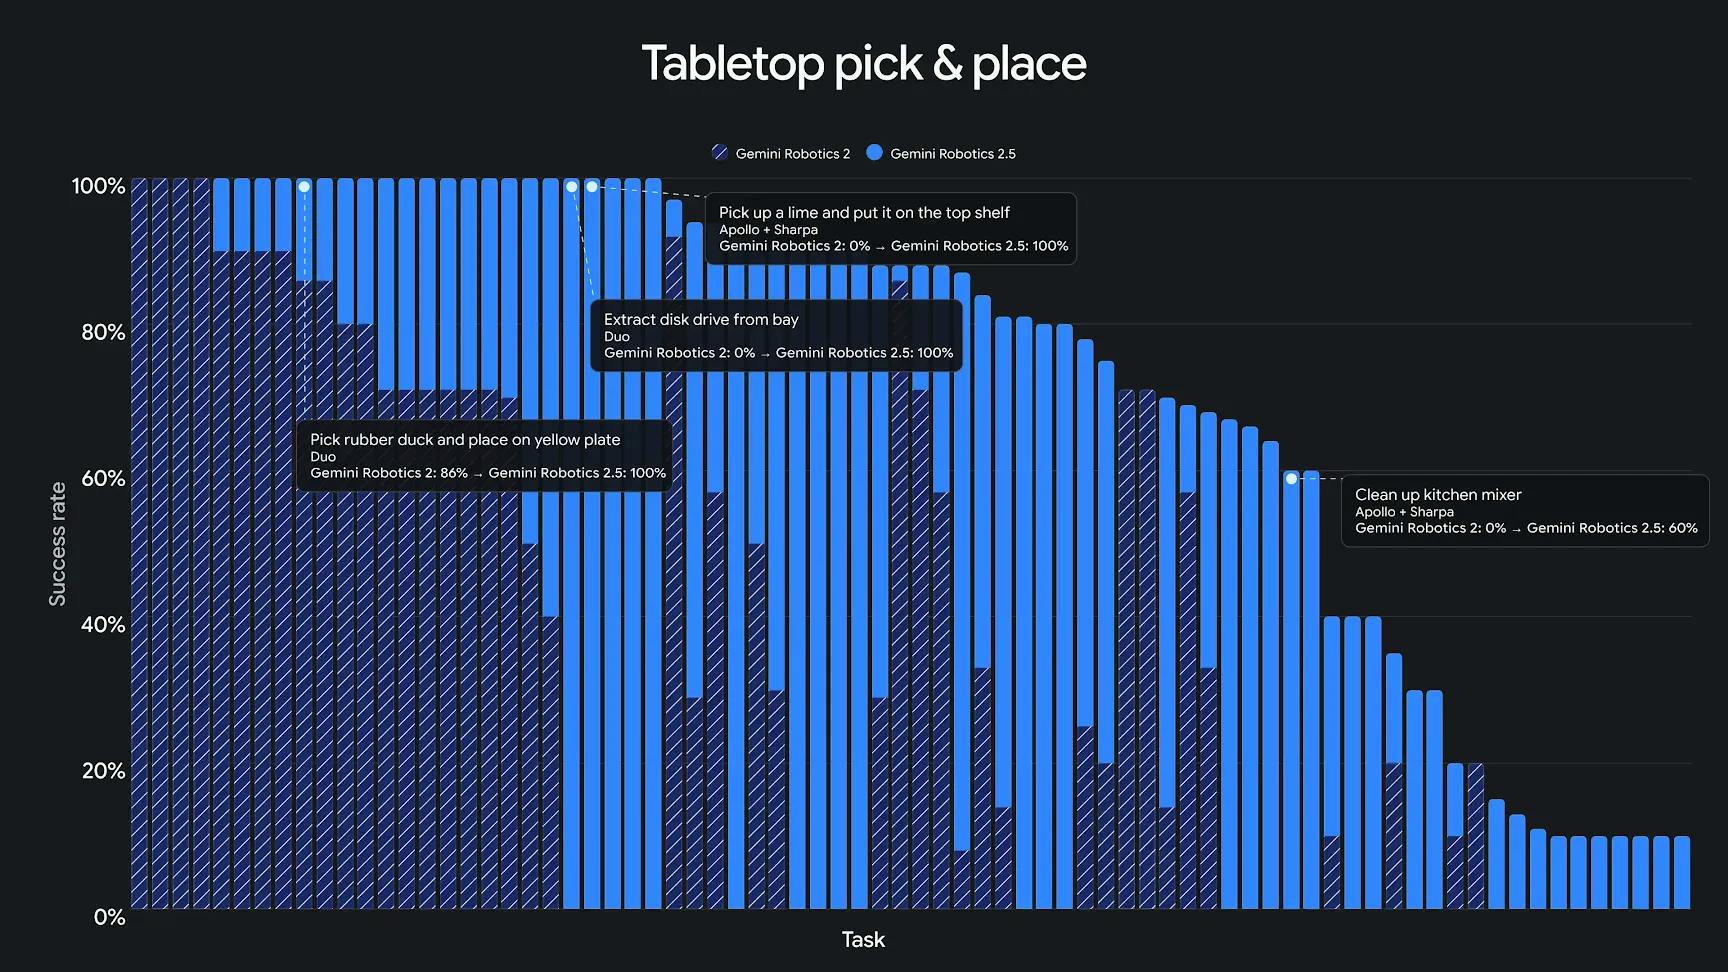 Tabletop pick & place
Gemini Robotics 2
Gemini Robotics 2.5
100%
80%
60%
40%
20%
0%
Success rate
Task
Pick up a lime and put it on the top shelf
Apollo + Sharpa
Gemini Robotics 2: 0% → Gemini Robotics 2.5: 100%
Extract disk drive from bay
Duo
Gemini Robotics 2: 0% → Gemini Robotics 2.5: 100%
Pick rubber duck and place on yellow plate
Duo
Gemini Robotics 2: 86% → Gemini Robotics 2.5: 100%
Clean up kitchen mixer
Apollo + Sharpa
Gemini Robotics 2: 0% → Gemini Robotics 2.5: 60%